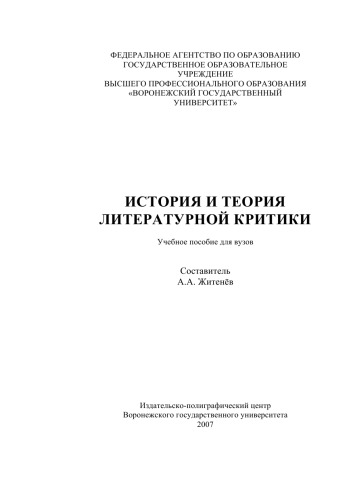 ФЕДЕРАЛЬНОЕ АГЕНТСТВО ПО ОБРАЗОВАНИЮ
ГОСУДАРСТВЕННОЕ ОБРАЗОВАТЕЛЬНОЕ
УЧРЕЖДЕНИЕ
ВЫСШЕГО ПРОФЕССИОНАЛЬНОГО ОБРАЗОВАНИЯ
«ВОРОНЕЖСКИЙ ГОСУДАРСТВЕННЫЙ
УНИВЕРСИТЕТ»
ИСТОРИЯ И ТЕОРИЯ
ЛИТЕРАТУРНОЙ КРИТИКИ
Учебное пособие для вузов
Составитель
А.А. Житенёв
Издательско-полиграфический центр
Воронежского государственного университета
2007